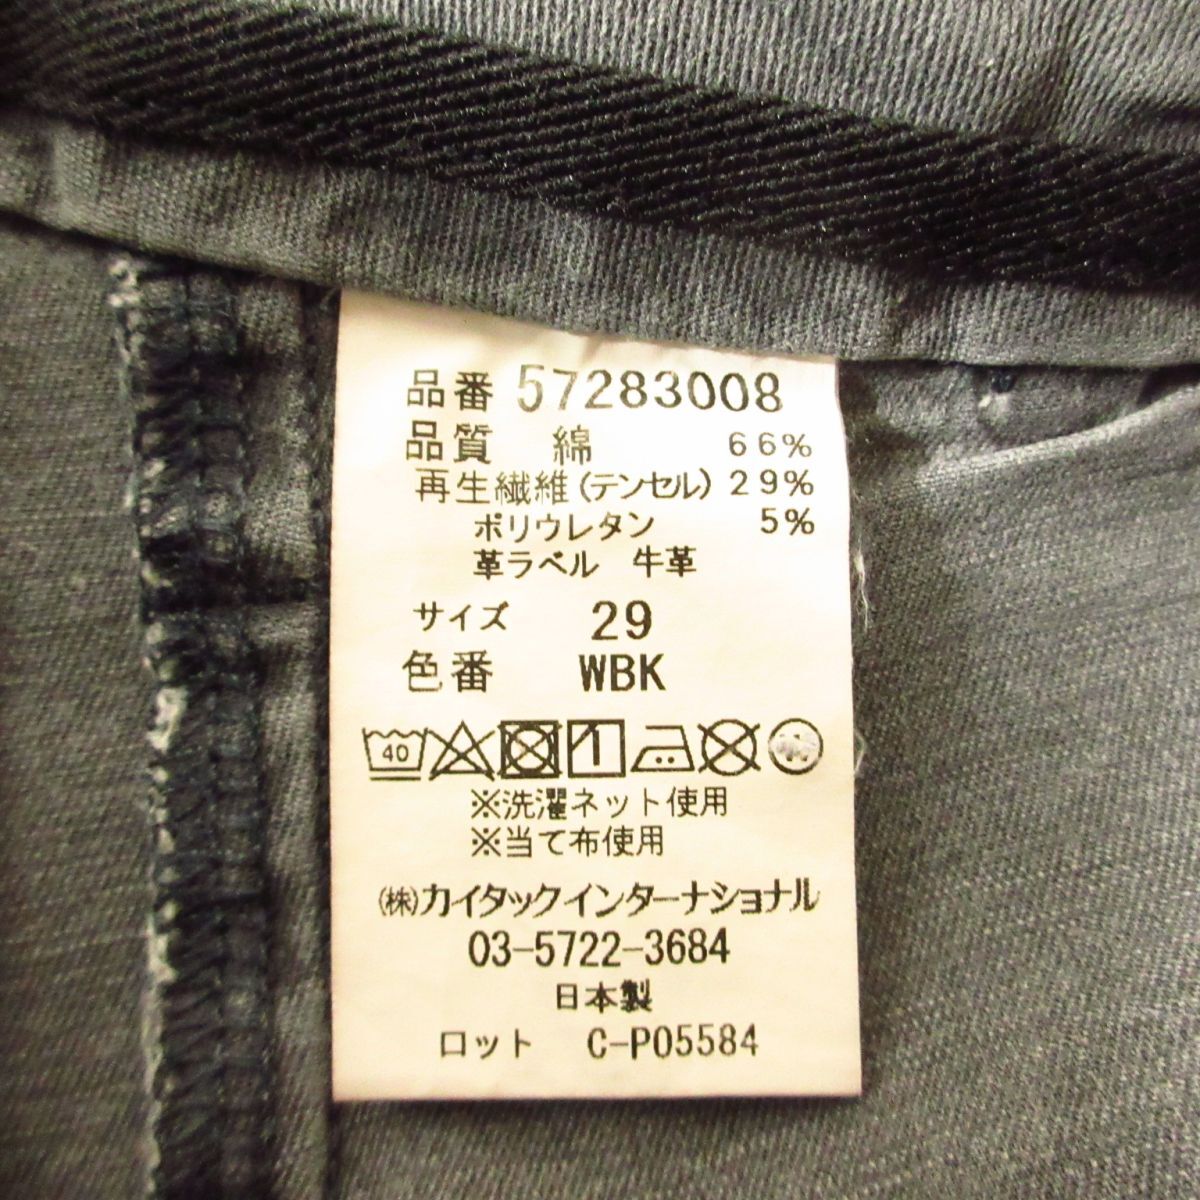 品番 57283008
品質 綿 66%
再生繊維(テンセル) 29%
ポリウレタン 5%
革ラベル 牛革
サイズ 29
色番 WBK
40
※洗濯ネット使用
※当て布使用
(株)カイタックインターナショナル
03-5722-3684
日本製
ロット C-P05584